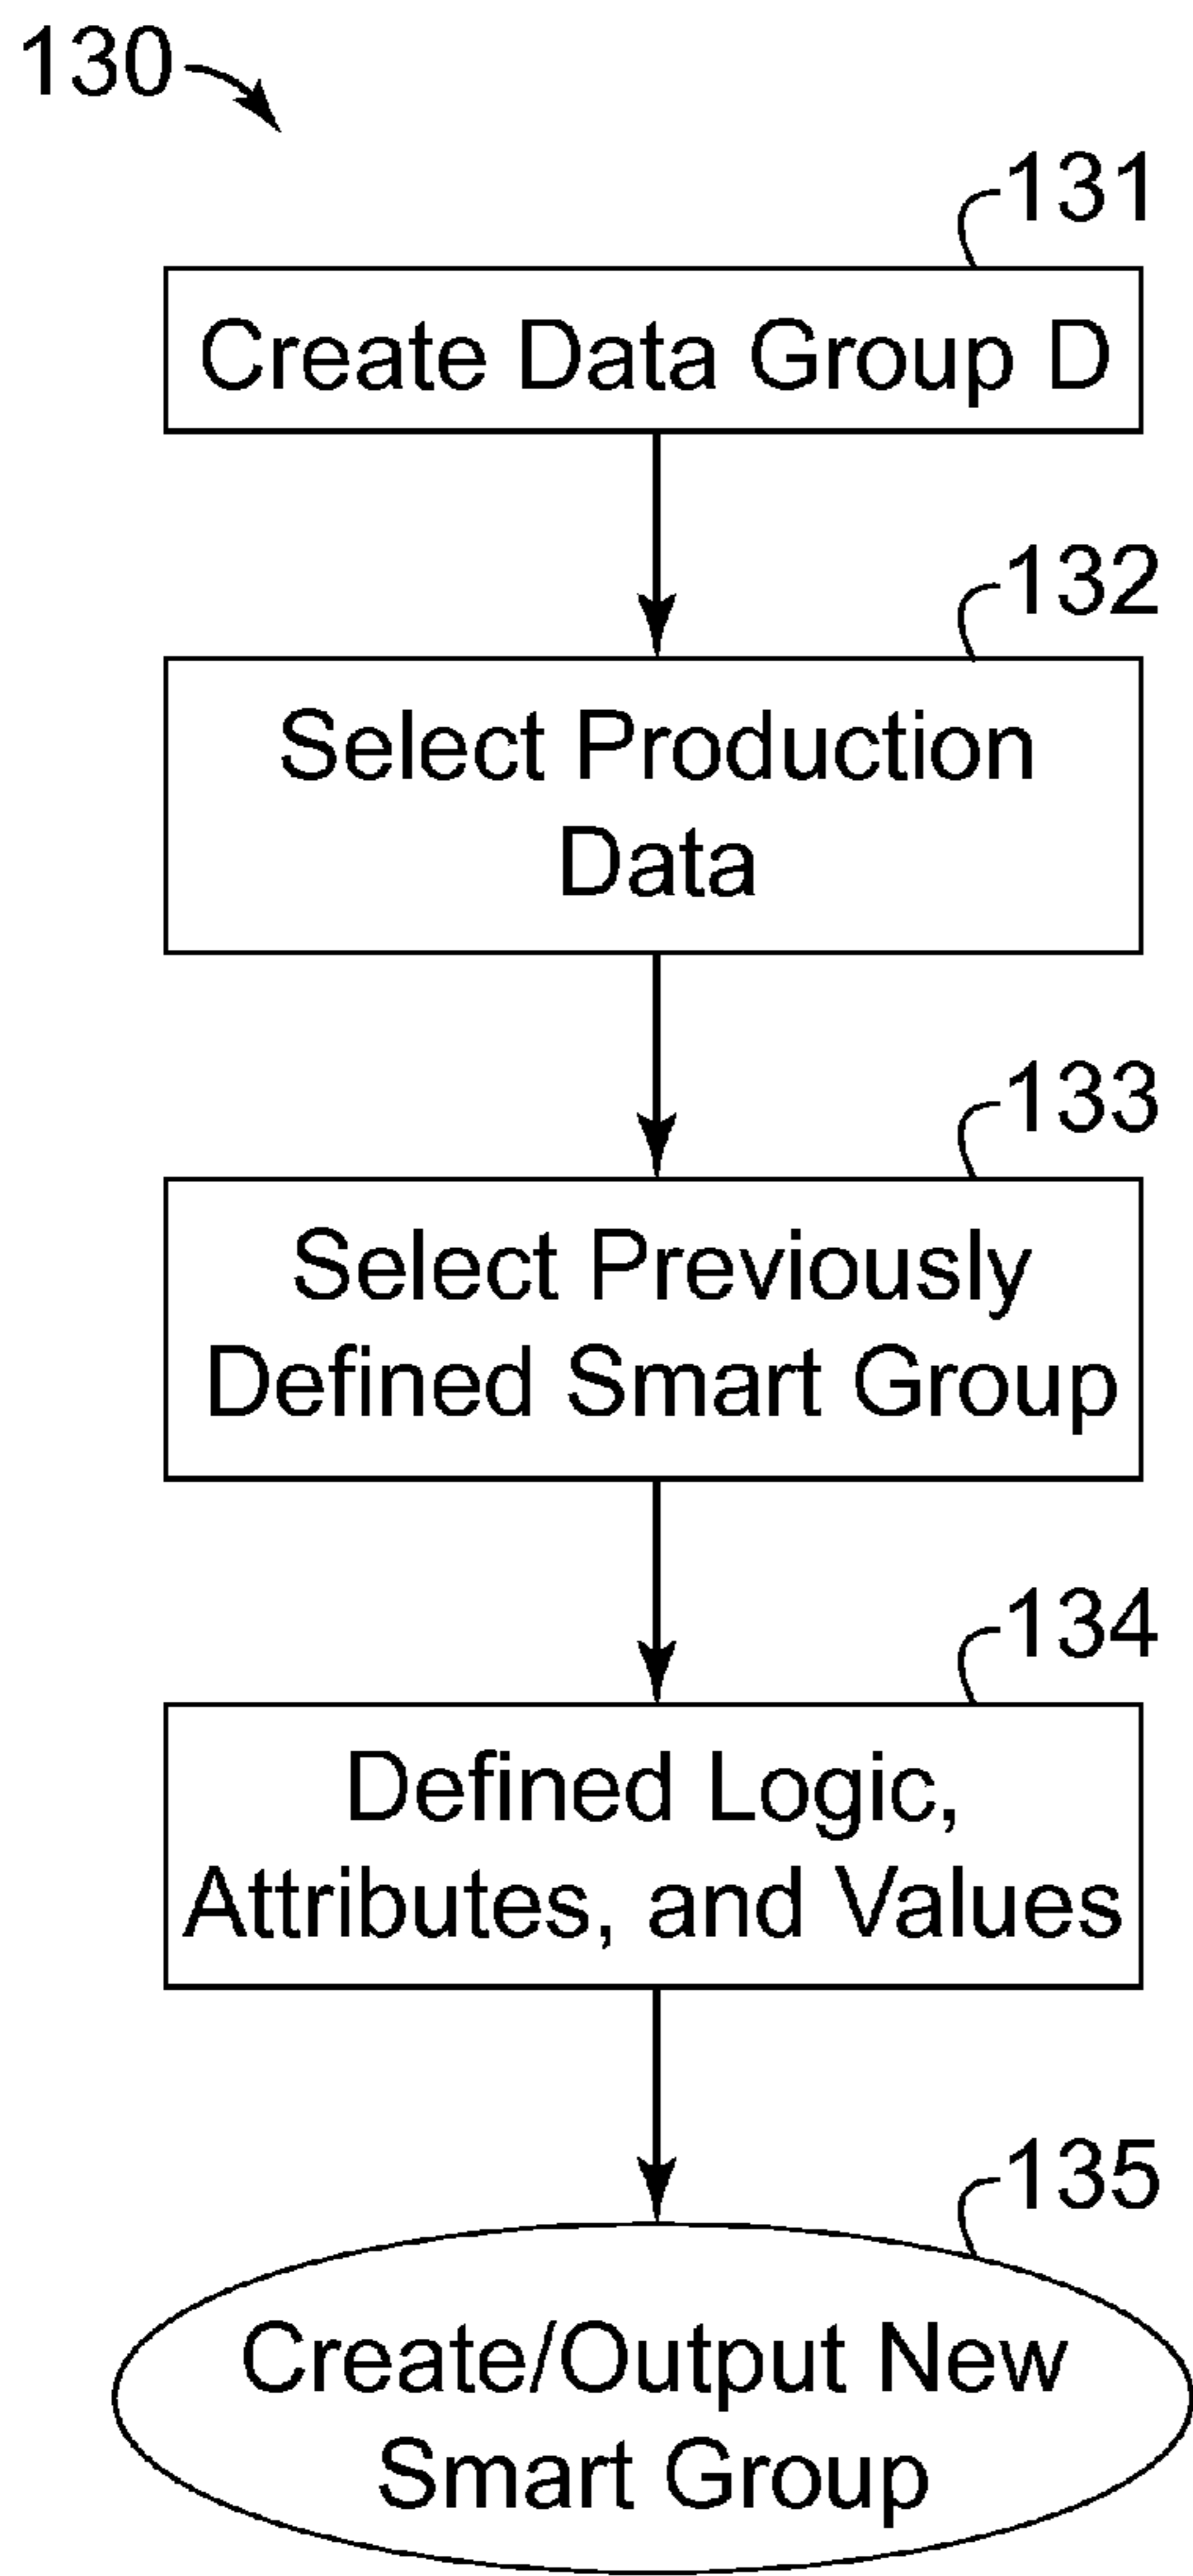 130
131
Create Data Group D
132
Select Production
Data
133
Select Previously
Defined Smart Group
134
Defined Logic,
Attributes, and Values
135
Create/Output New
Smart Group